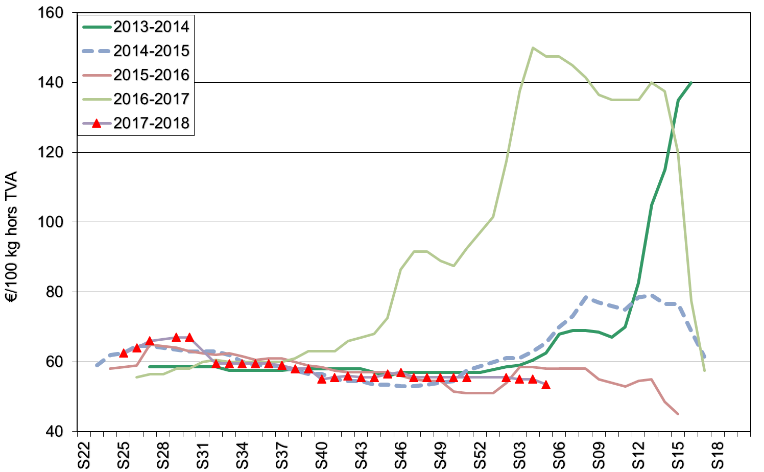 160
140
120
100
80
60
40
€/100 kg hors TVA
2013-2014
2014-2015
2015-2016
2016-2017
2017-2018
S22
S25
S28
S31
S34
S37
S40
S43
S46
S49
S52
S03
S06
S09
S12
S15
S18